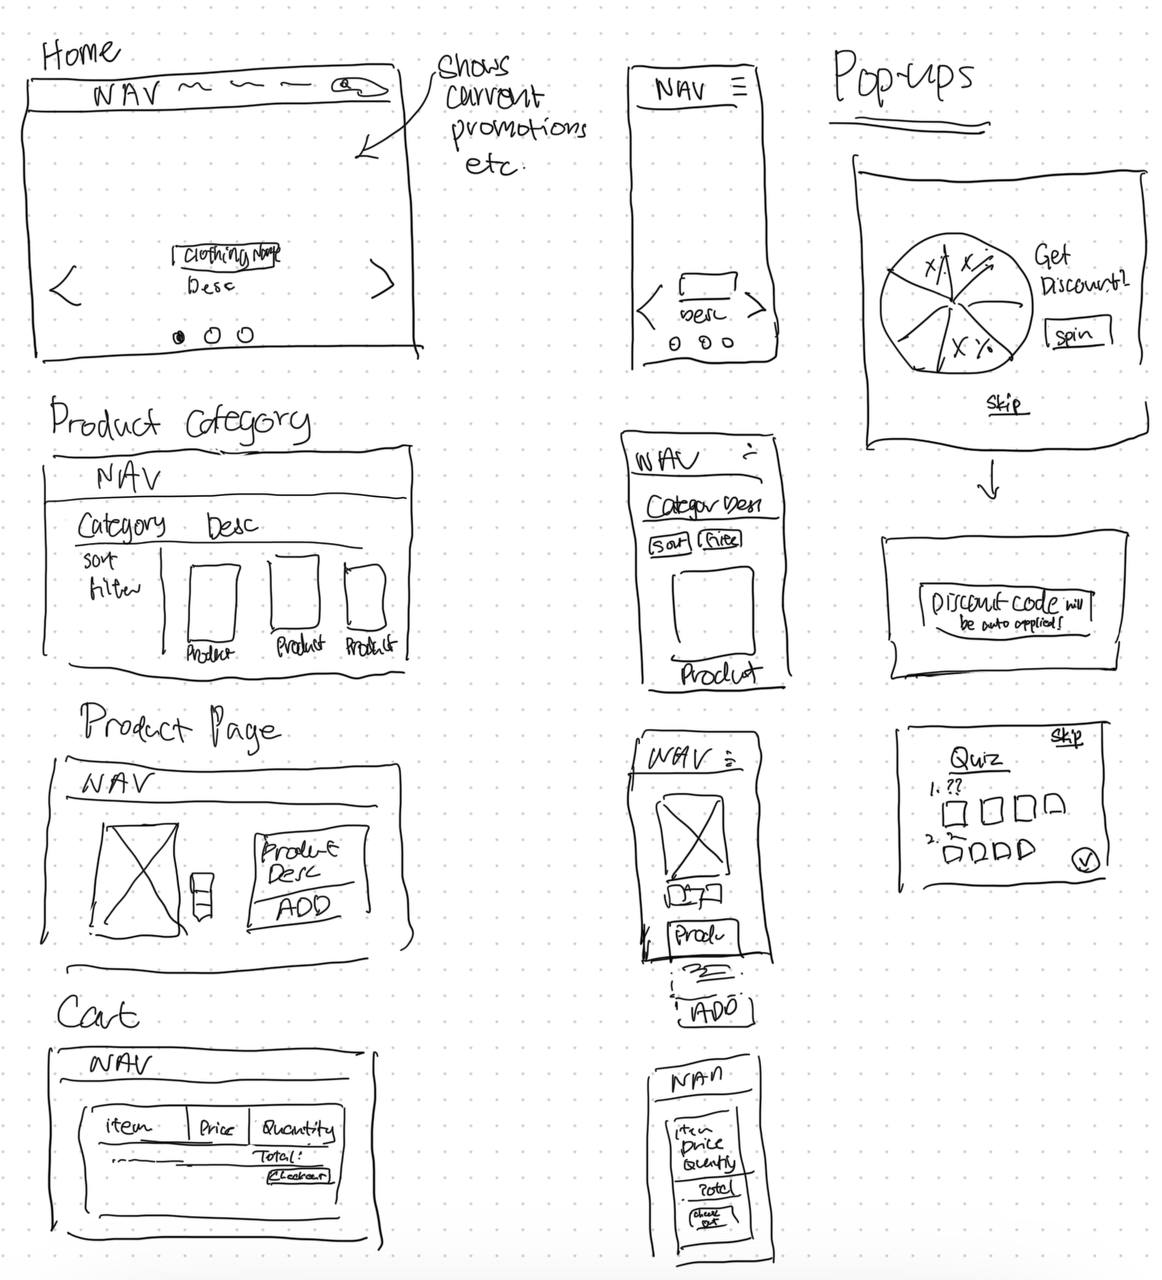 Home
NAV
Clothing Name
Desc
Shows
current
promotions
etc.
NAV
Desc
Pop-ups
X%
X%
X%
Get
Discount?
Spin
Skip
Discount code will
be auto applied!
Skip
Quiz
1. ??
2. ?
Product Category
NAV
Category Desc
Sort
filter
Product
Product
Product
NAV
Categor Desc
Sort
Product
Product Page
NAV
Product
Desc
ADD
NAV
Produ
ADD
Cart
NAV
item Price Quantity
Total:
Checkout
item
price
Quantity
Total
check
out